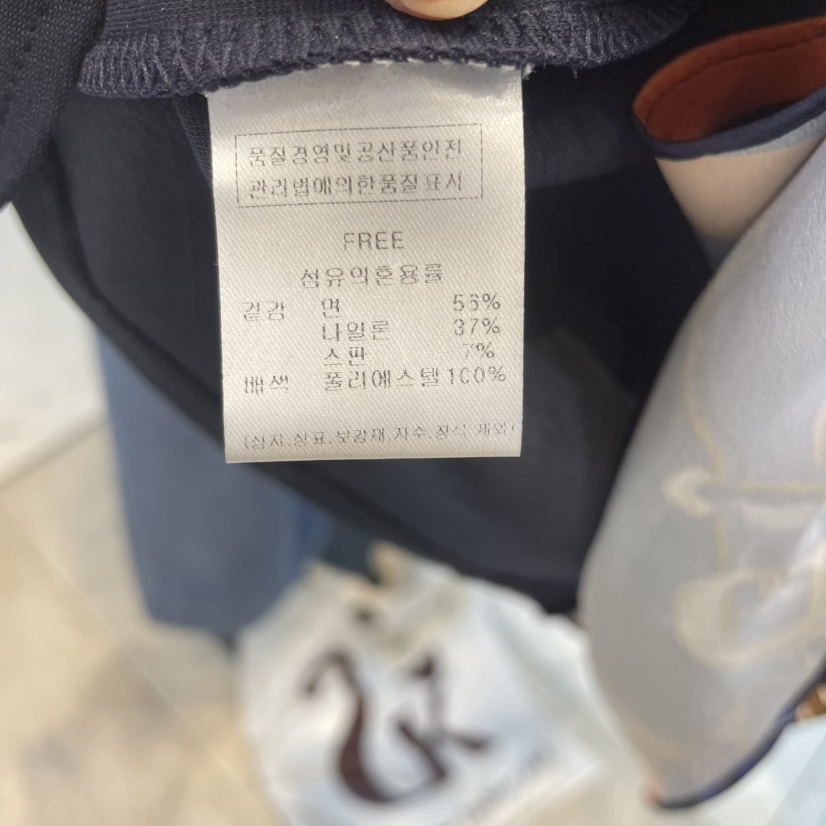 품질경영및공산품안전
관리법에의한품질표시
FREE
섬유의혼용률
겉감 면 56%
나일론 37%
스판 7%
배색 폴리에스텔 100%
(심지.상표.보강재.자수.장식 제외)